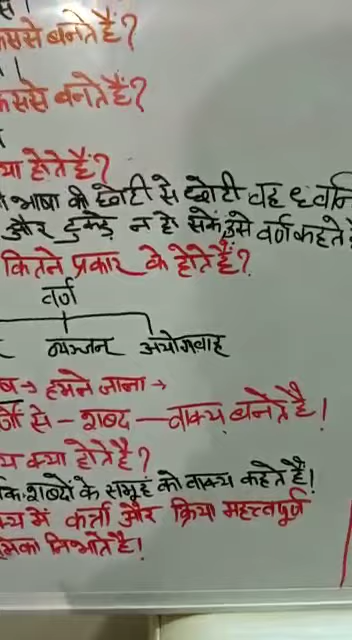 से बनते हैं?
से बनते हैं?
होते हैं?
भाषा की छोटी से छोटी वह ध्वनि
और टुकड़े न हो सकें, उसे वर्ण कहते
कितने प्रकार के होते हैं?
वर्ण
व्यञ्जन अयोगवाह
→ हमने जाना →
से - शब्द — वाक्य बनते हैं!
क्या होते है?
शब्दों के समूह को वाक्य कहते हैं!
में कर्त्ता और क्रिया महत्त्वपूर्ण
निभाते है!